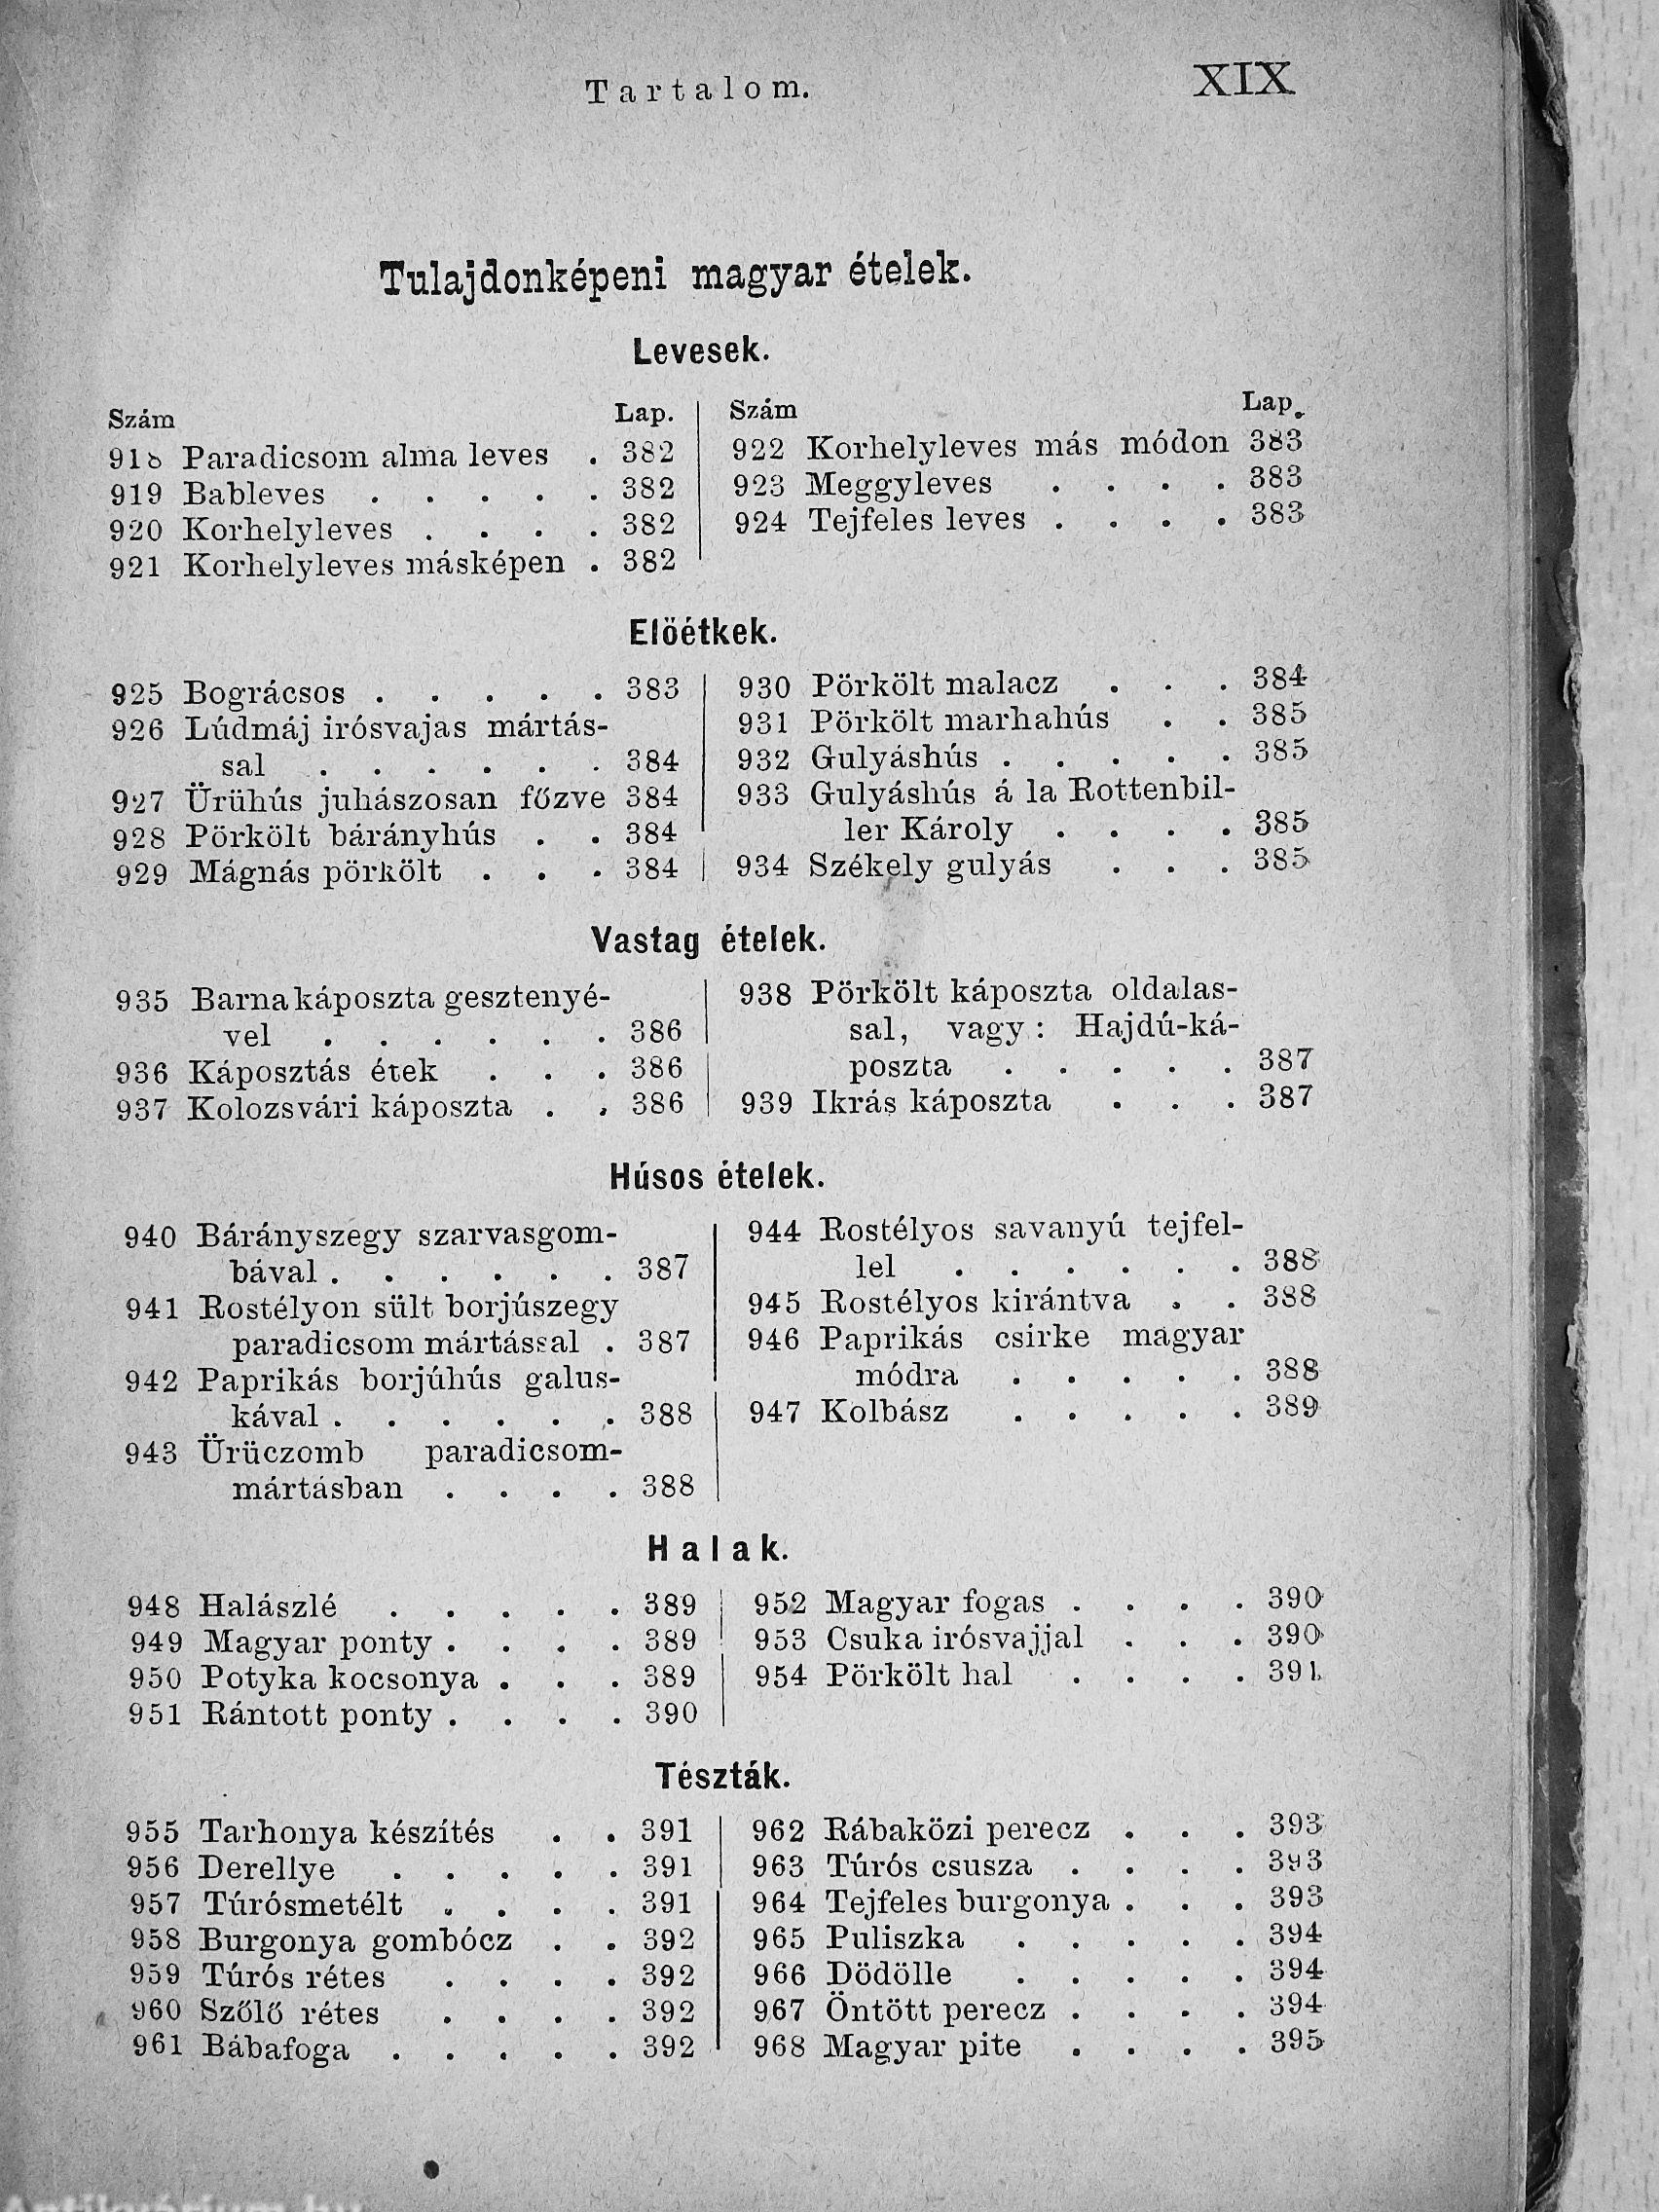 Tartalom. XIX
Tulajdonképeni magyar ételek.
Levesek.
Szám Lap.
918 Paradicsom alma leves . 382
919 Bableves . . . . . 382
920 Korhelyleves . . . . 382
921 Korhelyleves másképen . 382
Szám Lap.
922 Korhelyleves más módon 383
923 Meggyleves . . . . 383
924 Tejfeles leves . . . . 383
Elöétkek.
925 Bográcsos . . . . . 383
926 Lúdmáj irósvajas mártás-
sal . . . . . . 384
927 Ürühús juhászosan főzve 384
928 Pörkölt bárányhús . . 384
929 Mágnás pörkölt . . . 384
930 Pörkölt malacz . . . 384
931 Pörkölt marhahús . . 385
932 Gulyáshús . . . . . 385
933 Gulyáshús á la Rottenbil-
ler Károly . . . . 385
934 Székely gulyás . . . 385
Vastag ételek.
935 Barna káposzta gesztenyé-
vel . . . . . . 386
936 Káposztás étek . . . 386
937 Kolozsvári káposzta . . 386
938 Pörkölt káposzta oldalas-
sal, vagy: Hajdú-ká-
poszta . . . . . 387
939 Ikrás káposzta . . . 387
Húsos ételek.
940 Bárányszegy szarvasgom-
bával . . . . . . 387
941 Rostélyon sült borjúszegy
paradicsom mártással . 387
942 Paprikás borjúhús galus-
kával . . . . . . 388
943 Ürüczomb paradicsom-
mártásban . . . . 388
944 Rostélyos savanyú tejfel-
lel . . . . . . 388
945 Rostélyos kirántva . . 388
946 Paprikás csirke magyar
módra . . . . . 388
947 Kolbász . . . . . 389
Halak.
948 Halászlé . . . . . 389
949 Magyar ponty . . . . 389
950 Potyka kocsonya . . . 389
951 Rántott ponty . . . . 390
952 Magyar fogas . . . . 390
953 Csuka irósvajjal . . . 390
954 Pörkölt hal . . . . 391
Tészták.
955 Tarhonya készítés . . 391
956 Derellye . . . . . 391
957 Túrósmetélt . . . . 391
958 Burgonya gombócz . . 392
959 Túrós rétes . . . . 392
960 Szőlő rétes . . . . 392
961 Bábafoga . . . . . 392
962 Rábaközi perecz . . . 393
963 Túrós csusza . . . . 393
964 Tejfeles burgonya . . . 393
965 Puliszka . . . . . 394
966 Dödölle . . . . . 394
967 Öntött perecz . . . . 394
968 Magyar pite . . . . 395